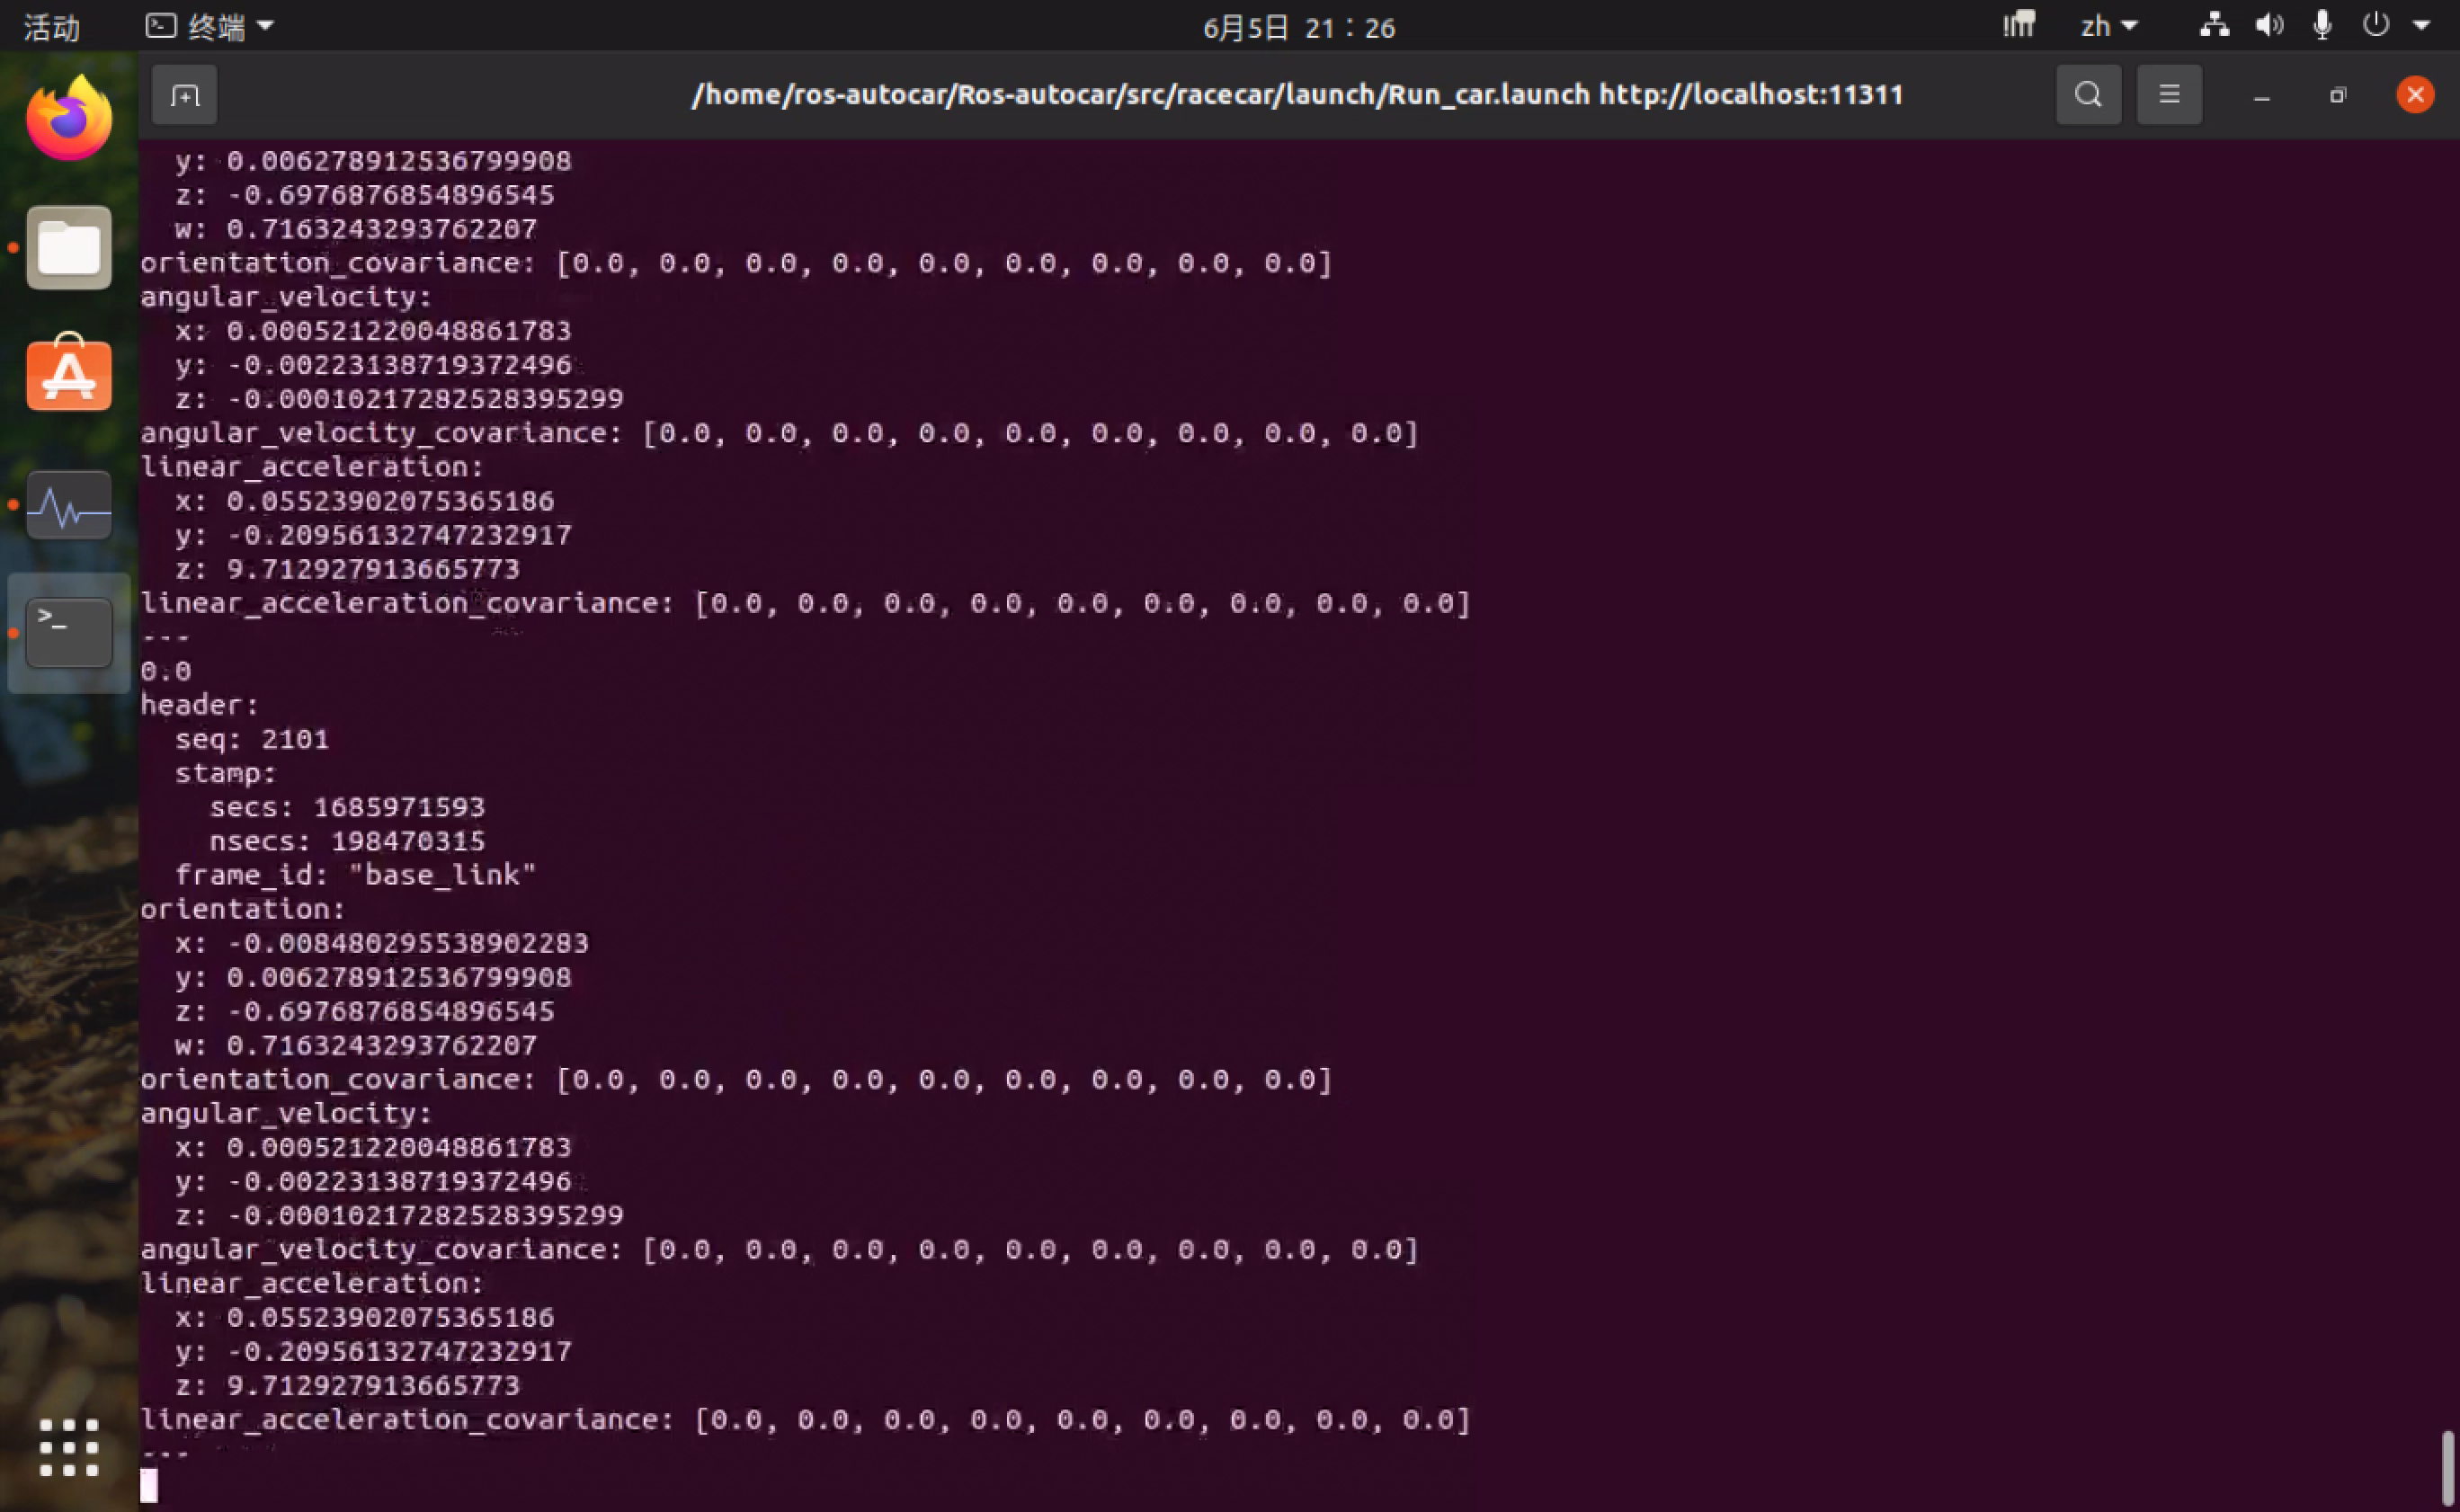 活动
终端
6月5日 21：26
zh
/home/ros-autocar/Ros-autocar/src/racecar/launch/Run_car.launch http://localhost:11311
y: 0.0062789125367999​08
z: -0.6976876854896545
w: 0.7163243293762207
orientation_covariance: [0.0, 0.0, 0.0, 0.0, 0.0, 0.0, 0.0, 0.0, 0.0]
angular_velocity:
x: 0.000521220048861783
y: -0.00223138719372496
z: -0.00010217282528395299
angular_velocity_covariance: [0.0, 0.0, 0.0, 0.0, 0.0, 0.0, 0.0, 0.0, 0.0]
linear_acceleration:
x: 0.05523902075365186
y: -0.20956132747232917
z: 9.712927913665773
linear_acceleration_covariance: [0.0, 0.0, 0.0, 0.0, 0.0, 0.0, 0.0, 0.0, 0.0]
---
0.0
header:
seq: 2101
stamp:
secs: 1685971593
nsecs: 198470315
frame_id: "base_link"
orientation:
x: -0.008480295538902283
y: 0.006278912536799908
z: -0.6976876854896545
w: 0.7163243293762207
orientation_covariance: [0.0, 0.0, 0.0, 0.0, 0.0, 0.0, 0.0, 0.0, 0.0]
angular_velocity:
x: 0.000521220048861783
y: -0.00223138719372496
z: -0.00010217282528395299
angular_velocity_covariance: [0.0, 0.0, 0.0, 0.0, 0.0, 0.0, 0.0, 0.0, 0.0]
linear_acceleration:
x: 0.05523902075365186
y: -0.20956132747232917
z: 9.712927913665773
linear_acceleration_covariance: [0.0, 0.0, 0.0, 0.0, 0.0, 0.0, 0.0, 0.0, 0.0]
---